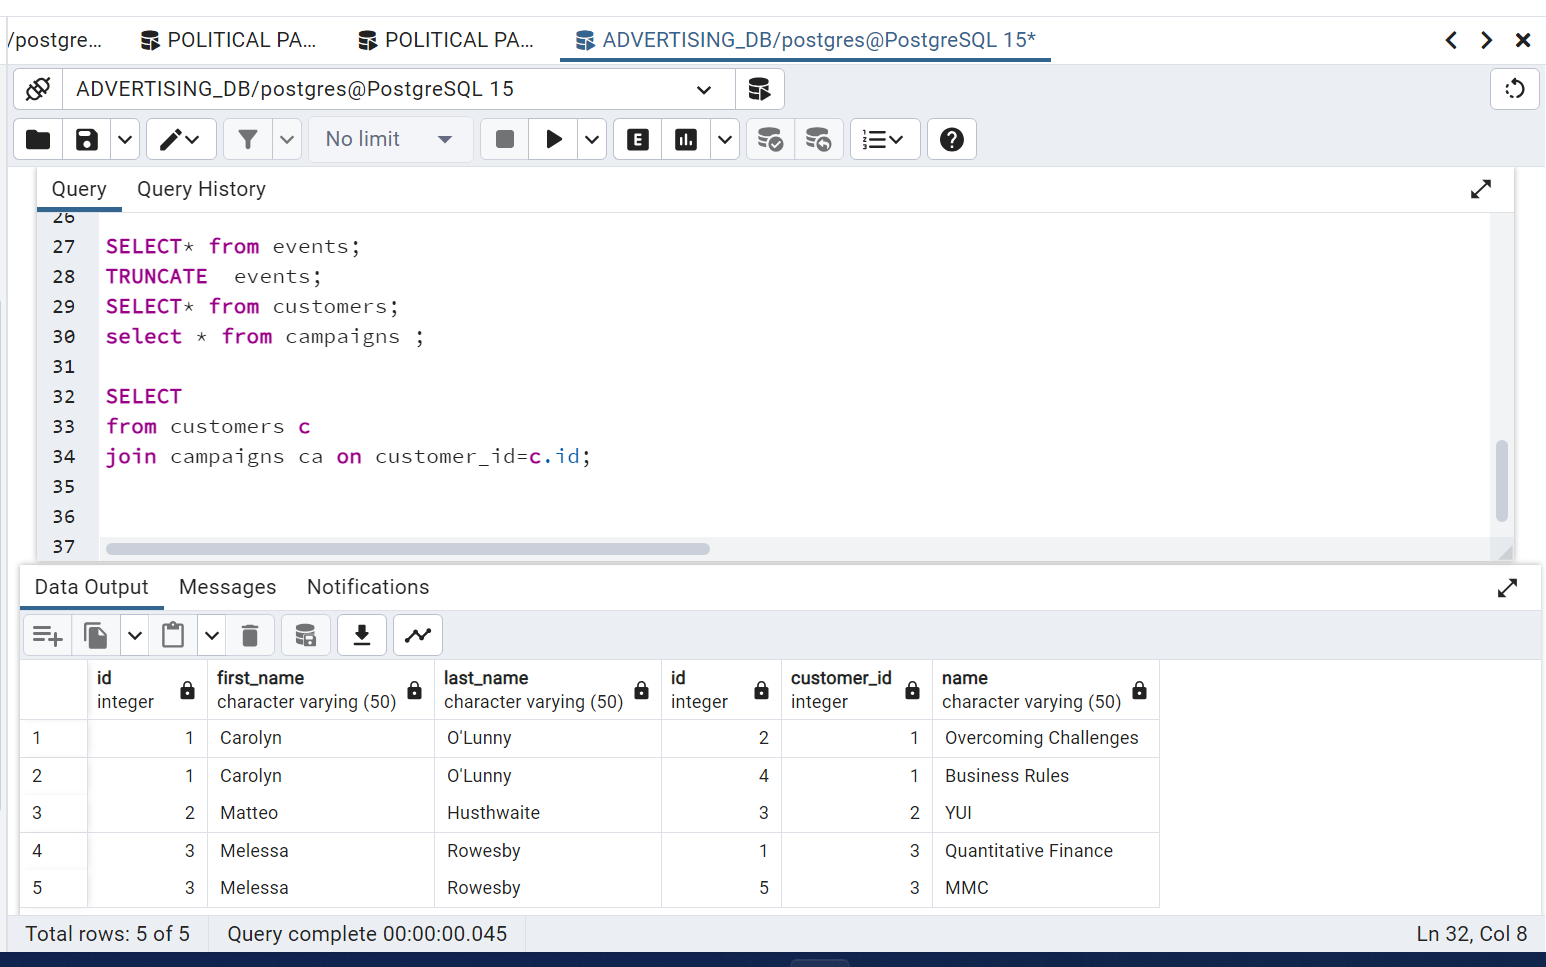 /postgre...
POLITICAL PA...
POLITICAL PA...
ADVERTISING_DB/postgres@PostgreSQL 15*
ADVERTISING_DB/postgres@PostgreSQL 15
No limit
E
Query
Query History
26
27 SELECT* from events;
28 TRUNCATE  events;
29 SELECT* from customers;
30 select * from campaigns ;
31
32 SELECT
33 from customers c
34 join campaigns ca on customer_id=c.id;
35
36
37
Data Output
Messages
Notifications
id first_name last_name id customer_id name
integer character varying (50) character varying (50) integer integer character varying (50)
1 1 Carolyn O'Lunny 2 1 Overcoming Challenges
2 1 Carolyn O'Lunny 4 1 Business Rules
3 2 Matteo Husthwaite 3 2 YUI
4 3 Melessa Rowesby 1 3 Quantitative Finance
5 3 Melessa Rowesby 5 3 MMC
Total rows: 5 of 5
Query complete 00:00:00.045
Ln 32, Col 8